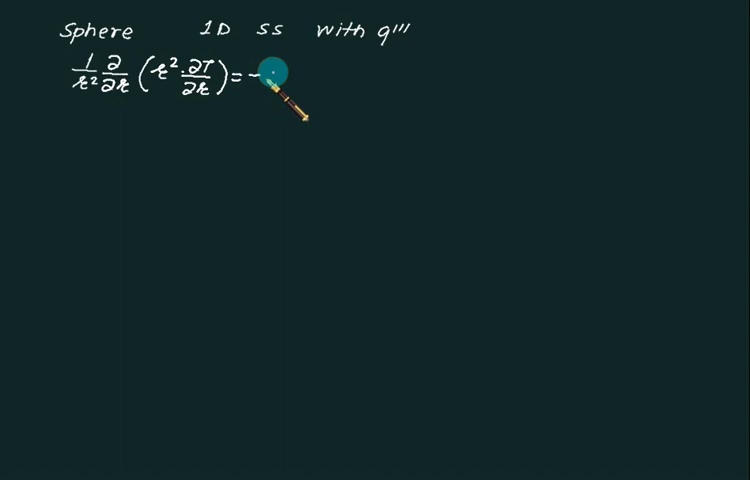 Sphere 1D SS with q'''
1/r² ∂/∂r (r² · ∂T/∂r) = -